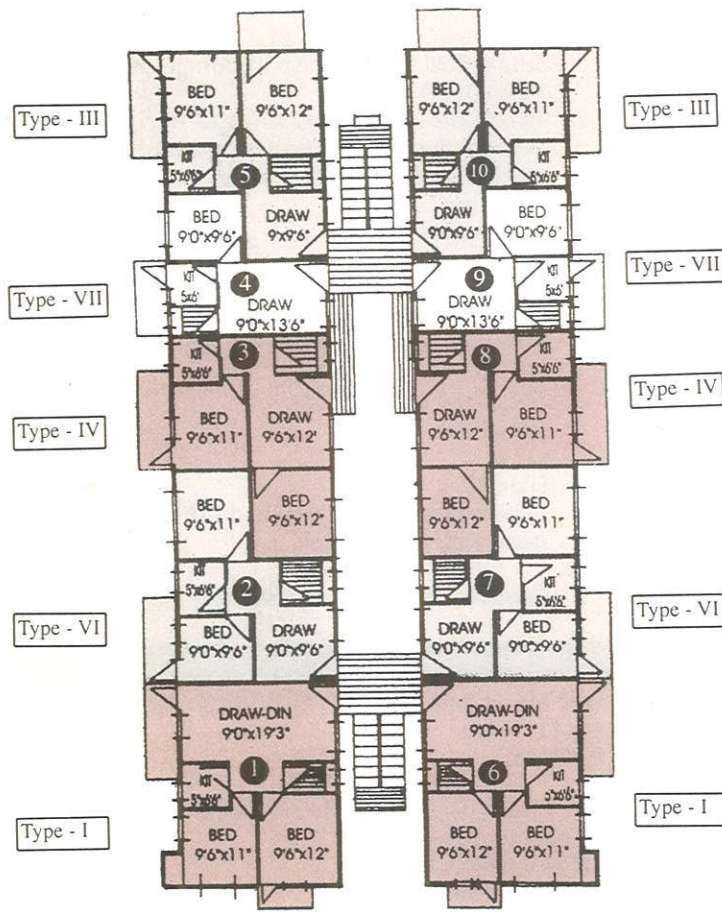 BED
9'6"x11"
BED
9'6"x12"
BED
9'6"x12"
BED
9'6"x11"
Type - III
Type - III
KIT
5"x6'6"
5
10
KIT
5"x6'6"
BED
9'0"x9'6"
DRAW
9'x9'6"
DRAW
9'0"x9'6"
BED
9'0"x9'6"
Type - VII
Type - VII
KIT
5x6'
4
DRAW
9'0"x13'6"
9
DRAW
9'0"x13'6"
KIT
5x6'
3
KIT
5"x6'6"
8
KIT
5"x6'6"
Type - IV
Type - IV
BED
9'6"x11"
DRAW
9'6"x12'
DRAW
9'6"x12"
BED
9'6"x11"
BED
9'6"x11"
BED
9'6"x12"
BED
9'6"x12"
BED
9'6"x11"
KIT
5"x6'6"
2
7
KIT
5"x6'6"
Type - VI
Type - VI
BED
9'0"x9'6"
DRAW
9'0"x9'6"
DRAW
9'0"x9'6"
BED
9'0"x9'6"
DRAW-DIN
9'0"x19'3"
DRAW-DIN
9'0"x19'3"
1
KIT
5"x6'6"
6
KIT
5"x6'6"
Type - I
Type - I
BED
9'6"x11"
BED
9'6"x12"
BED
9'6"x12"
BED
9'6"x11"